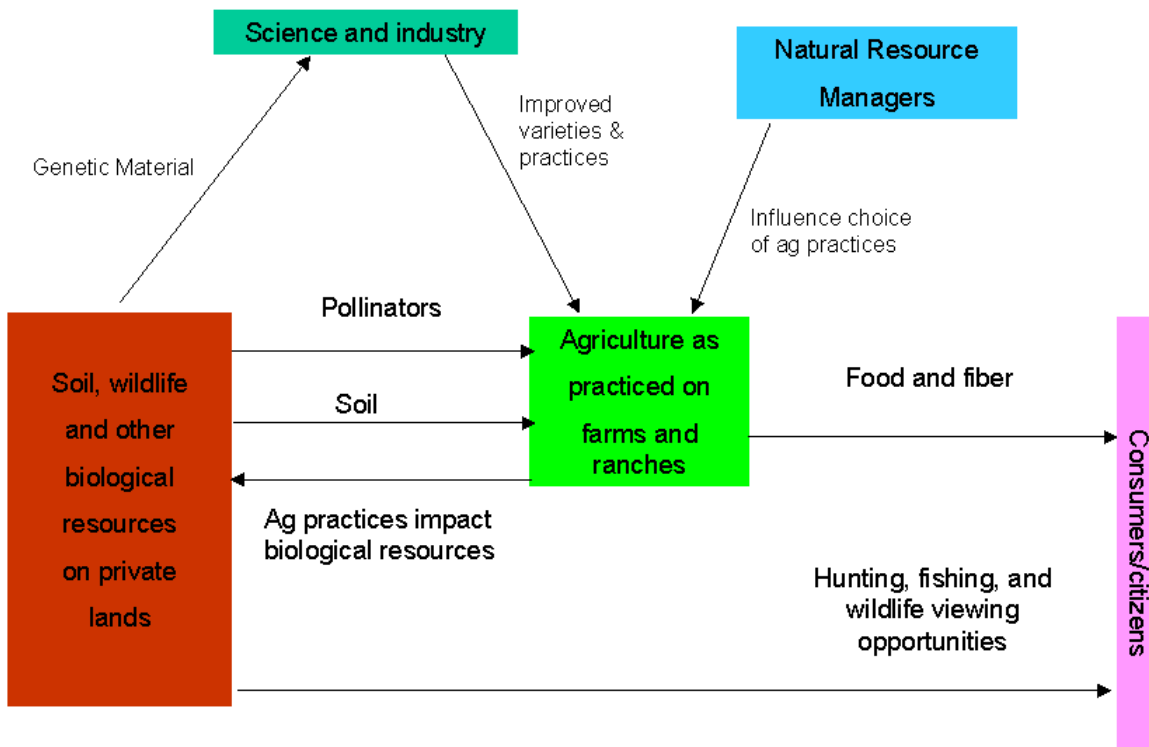 Science and industry
Natural Resource
Managers
Improved
varieties &
practices
Genetic Material
Influence choice
of ag practices
Pollinators
Soil
Ag practices impact
biological resources
Soil, wildlife
and other
biological
resources
on private
lands
Agriculture as
practiced on
farms and
ranches
Food and fiber
Hunting, fishing, and
wildlife viewing
opportunities
Consumers/citizens